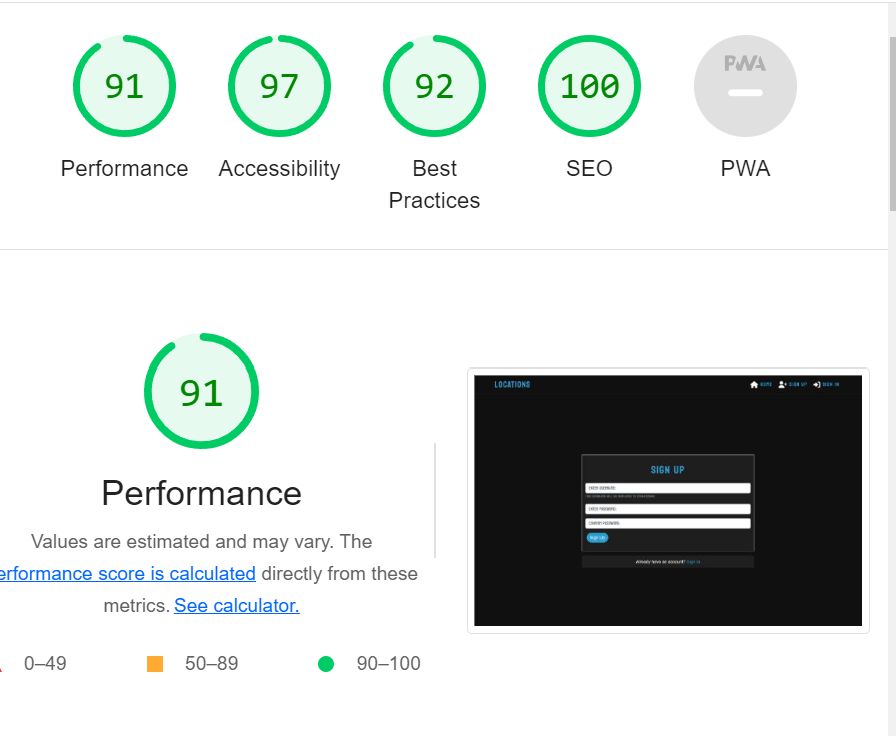 91
97
92
100
PWA
Performance
Accessibility
Best
Practices
SEO
PWA
91
Performance
Values are estimated and may vary. The
erformance score is calculated directly from these
metrics. See calculator.
0–49
50–89
90–100
LOCATIONS
HOME
SIGN UP
SIGN IN
SIGN UP
ENTER USERNAME
ENTER PASSWORD
CONFIRM PASSWORD
Sign Up
Already have an account? Sign in